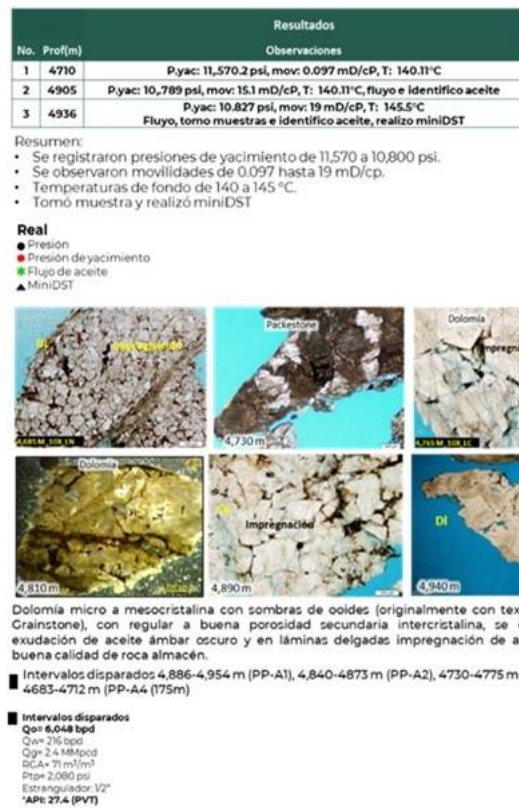 Resultados
No. Prof(m) Observaciones
1 4710 P.yac: 11,.570.2 psi, mov: 0.097 mD/cP, T: 140.11°C
2 4905 P.yac: 10,.789 psi, mov: 15.1 mD/cP, T: 140.11°C, fluyo e identifico aceite
3 4936 P.yac: 10.827 psi, mov: 19 mD/cP, T: 145.5°C
Fluyo, tomo muestras e identifico aceite, realizo miniDST
Resumen:
• Se registraron presiones de yacimiento de 11,570 a 10,800 psi.
• Se observaron movilidades de 0.097 hasta 19 mD/cp.
• Temperaturas de fondo de 140 a 145 °C.
• Tomó muestra y realizó miniDST
Real
Presión
Presión de yacimiento
Flujo de aceite
MiniDST
Dl
Impregnación
4,685 M_10X_LN
Packestone
4,730 m
Dolomía
Impregna
4,765 M_10X_LC
Dolomía
4,810 m
Impregnación
4,890 m
Dl
4,940 m
Dolomía micro a mesocristalina con sombras de ooides (originalmente con tex
Grainstone), con regular a buena porosidad secundaria intercristalina, se
exudación de aceite ámbar oscuro y en láminas delgadas impregnación de a
buena calidad de roca almacén.
Intervalos disparados 4,886-4,954 m (PP-A1), 4,840-4873 m (PP-A2), 4730-4775 m
4683-4712 m (PP-A4 (175m)
Intervalos disparados
Qo= 6,048 bpd
Qw= 216 bpd
Qg= 2.4 MMpcd
RGA= 71 m³/m³
Ptp= 2,080 psi
Estrangulador: 1/2"
°API: 27.4 (PVT)